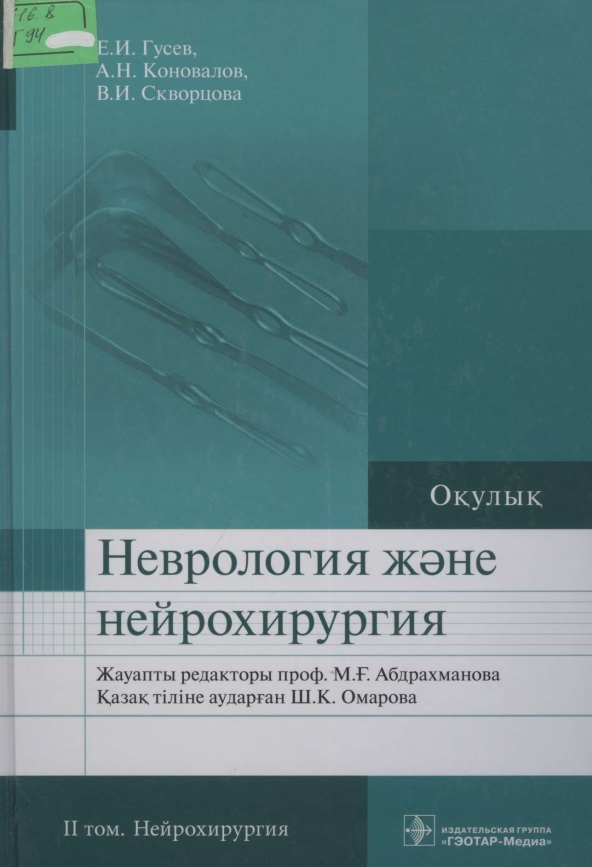 616.8
Г94
Е.И. Гусев,
А.Н. Коновалов,
В.И. Скворцова
Оқулық
Неврология және
нейрохирургия
Жауапты редакторы проф. М.Ғ. Абдрахманова
Қазақ тіліне аударған Ш.К. Омарова
II том. Нейрохирургия
ИЗДАТЕЛЬСКАЯ ГРУППА
«ГЭОТАР-Медиа»